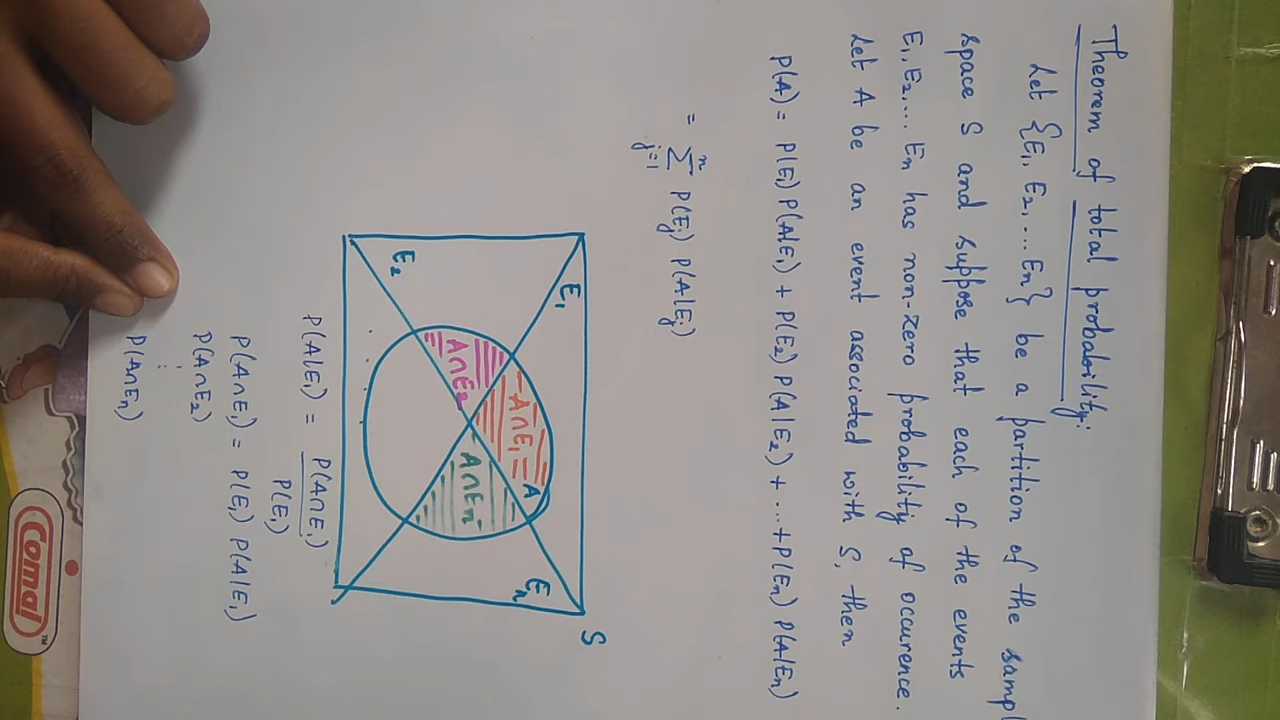 Theorem of total probability:
Let {E1, E2, ... En} be a partition of the sampl
space S and suppose that each of the events
E1, E2, ... En has non-zero probability of occurence.
Let A be an event associated with S, then
P(A) = P(E1) P(A|E1) + P(E2) P(A|E2) + ... + P(En) P(A|En)
= ∑ⁿⱼ₌₁ P(Ej) P(A|Ej)
S
E1
En
A∩E1
A
A∩E2
A∩En
E2
P(A|E1) = P(A∩E1) / P(E1)
P(A∩E1) = P(E1) P(A|E1)
P(A∩E2)
⋮
P(A∩En)
Comal™